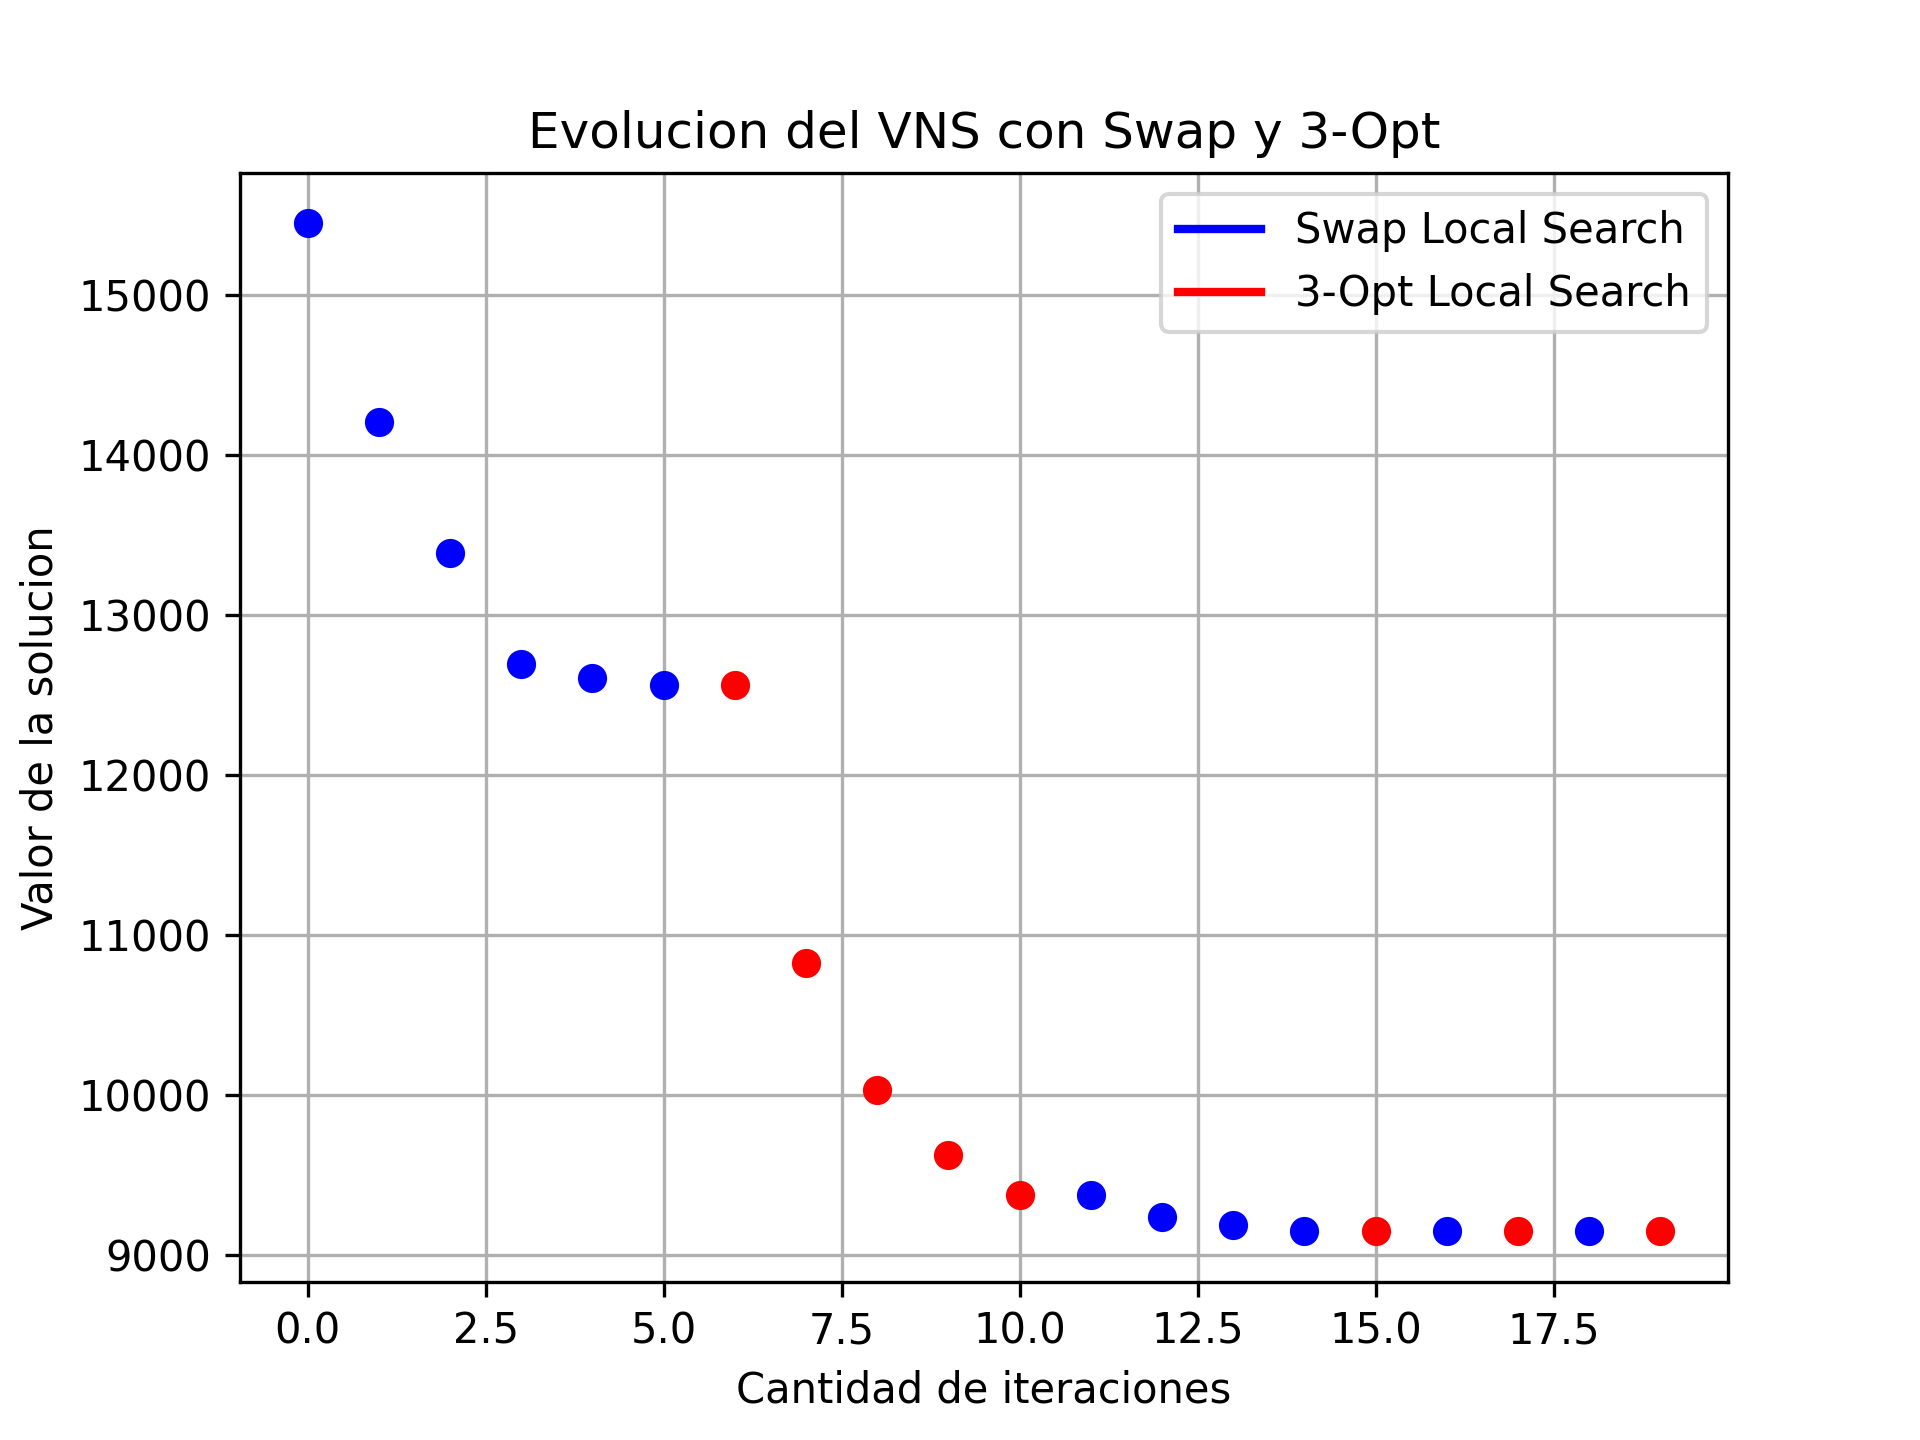 Evolucion del VNS con Swap y 3-Opt
Swap Local Search
3-Opt Local Search
Valor de la solucion
15000
14000
13000
12000
11000
10000
9000
0.0 2.5 5.0 7.5 10.0 12.5 15.0 17.5
Cantidad de iteraciones